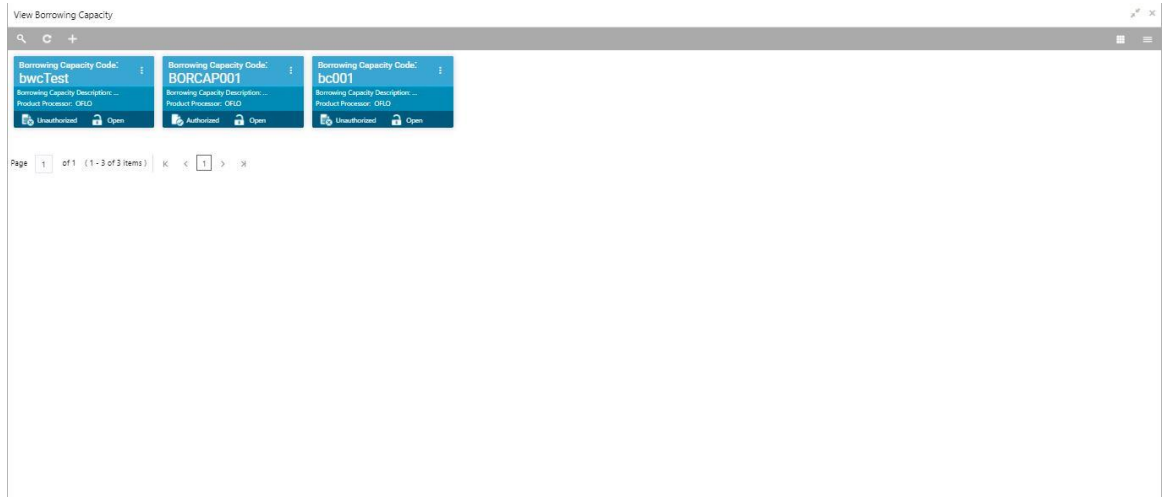 View Borrowing Capacity
Borrowing Capacity Code:
bwcTest
Borrowing Capacity Description: ...
Product Processor: OFLO
Unauthorized Open
Borrowing Capacity Code:
BORCAP001
Borrowing Capacity Description: ...
Product Processor: OFLO
Authorized Open
Borrowing Capacity Code:
bc001
Borrowing Capacity Description: ...
Product Processor: OFLO
Unauthorized Open
Page 1 of 1 (1 - 3 of 3 items) 1